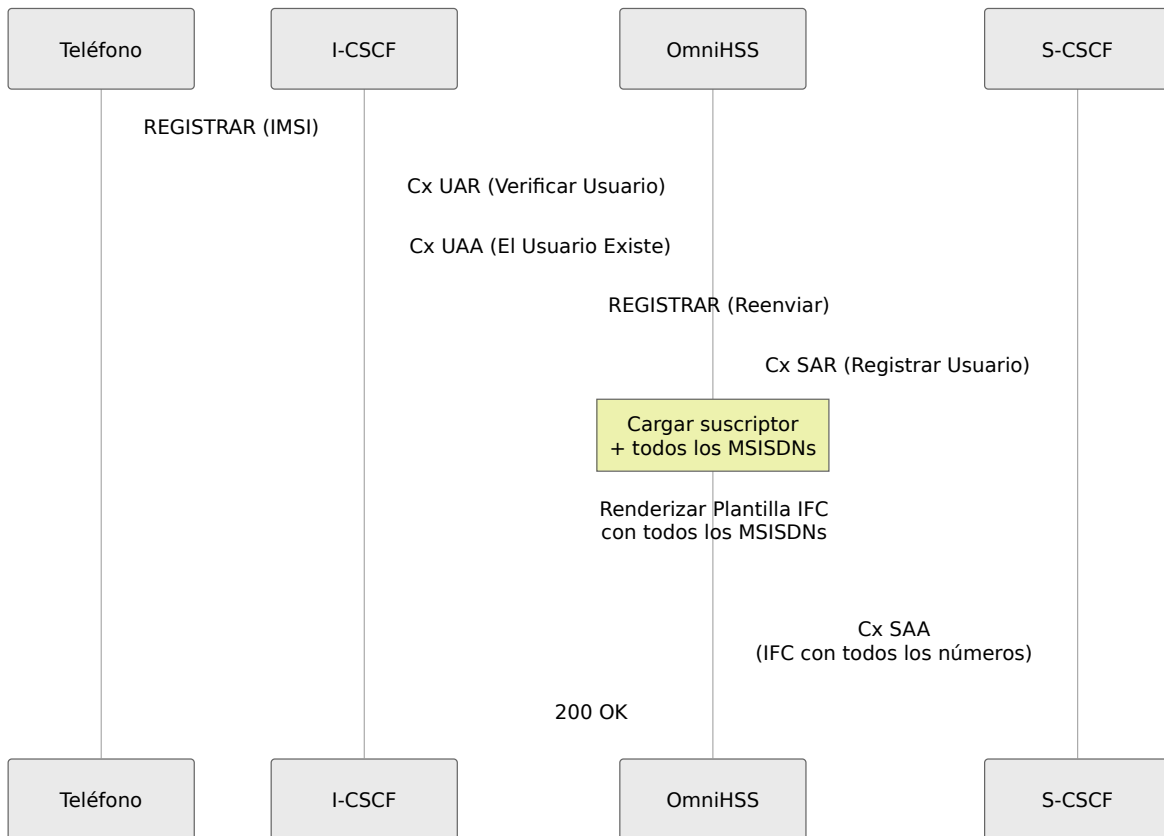 Teléfono
I-CSCF
OmniHSS
S-CSCF
REGISTRAR (IMSI)
Cx UAR (Verificar Usuario)
Cx UAA (El Usuario Existe)
REGISTRAR (Reenviar)
Cx SAR (Registrar Usuario)
Cargar suscriptor
+ todos los MSISDNs
Renderizar Plantilla IFC
con todos los MSISDNs
Cx SAA
(IFC con todos los números)
200 OK
Teléfono
I-CSCF
OmniHSS
S-CSCF